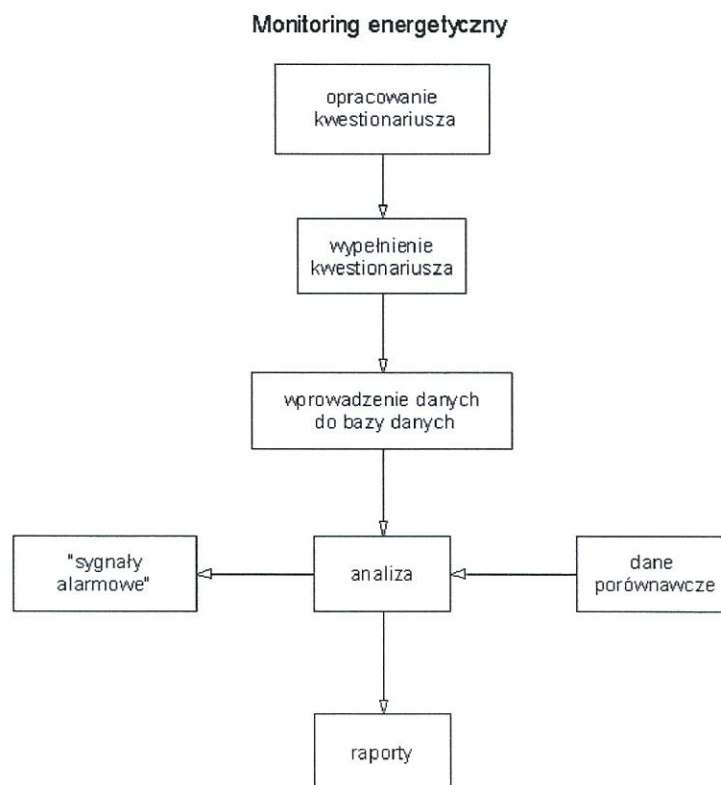 Monitoring energetyczny
opracowanie
kwestionariusza
wypełnienie
kwestionariusza
wprowadzenie danych
do bazy danych
"sygnały
alarmowe"
analiza
dane
porównawcze
raporty